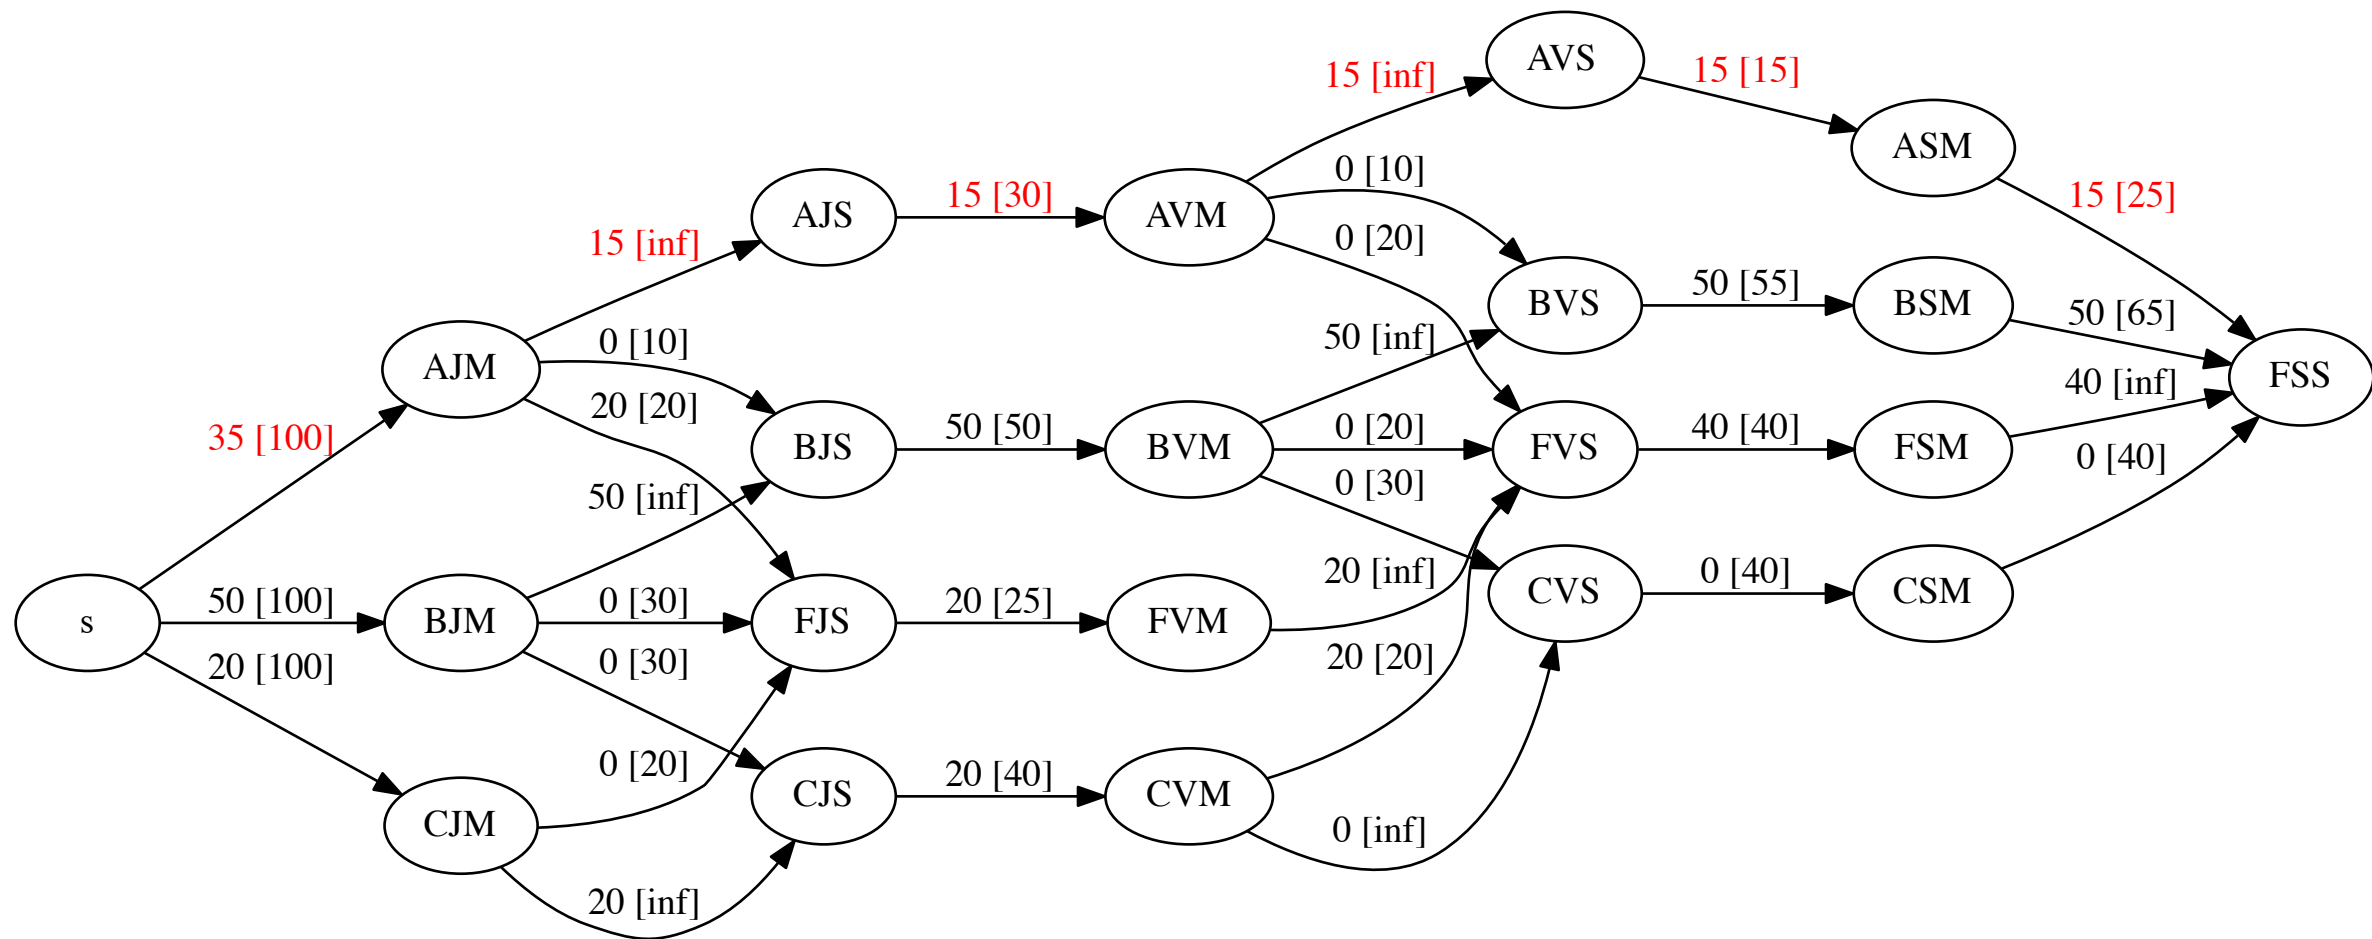 s
35 [100]
50 [100]
20 [100]
AJM
BJM
CJM
15 [inf]
0 [10]
20 [20]
50 [inf]
0 [30]
0 [30]
0 [20]
20 [inf]
AJS
BJS
FJS
CJS
15 [30]
50 [50]
20 [25]
20 [40]
AVM
BVM
FVM
CVM
15 [inf]
0 [10]
0 [20]
50 [inf]
0 [20]
0 [30]
20 [inf]
20 [20]
0 [inf]
AVS
BVS
FVS
CVS
15 [15]
50 [55]
40 [40]
0 [40]
ASM
BSM
FSM
CSM
15 [25]
50 [65]
40 [inf]
0 [40]
FSS